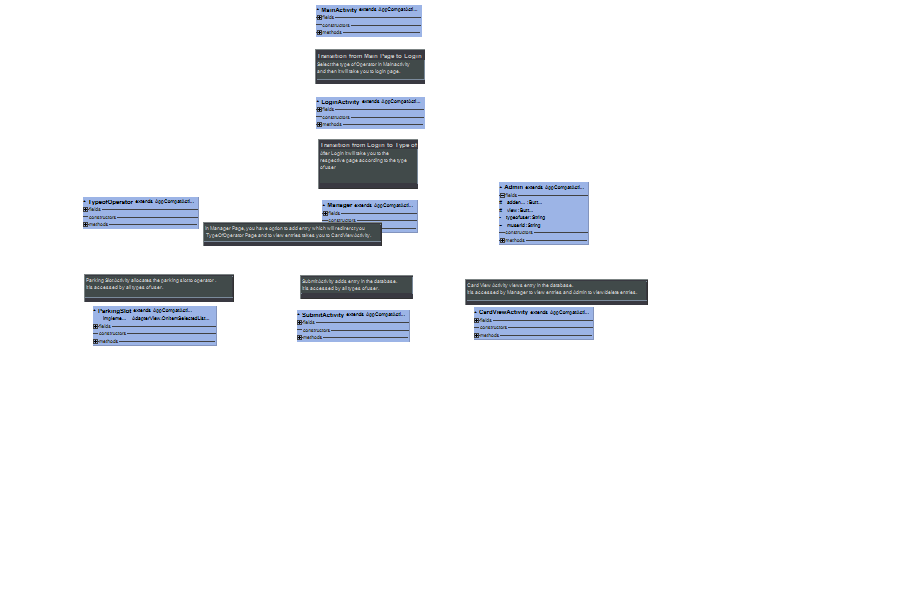 MainActivity extends AppCompatActi...
fields
constructors
methods
Transition from Main Page to Login
Select the type of Operator in Mainactivity
and then it will take you to login page.
LoginActivity extends AppCompatActi...
fields
constructors
methods
Transition from Login to Type of
After Login it will take you to the
respective page according to the type
of user
TypeofOperator extends AppCompatActi...
fields
constructors
methods
Manager extends AppCompatActi...
fields
constructors
In Manager Page, you have option to add entry which will redirect you
TypeOfOperator Page and to view entries takes you to CardViewActivity.
Admin extends AppCompatActi...
fields
adden... : Butt...
view : Butt...
typeofuser : String
muserid : String
constructors
methods
Parking Slot Activity allocates the parking slot to operator .
It is accessed by all types of user.
ParkingSlot extends AppCompatActi...
impleme... AdapterView.OnItemSelectedList...
fields
constructors
methods
Submit Activity adds entry in the database.
It is accessed by all types of user.
SubmitActivity extends AppCompatActi...
fields
constructors
methods
Card View Activity views entry in the database.
It is accessed by Manager to view entries and Admin to view/delete entries.
CardViewActivity extends AppCompatActi...
fields
constructors
methods